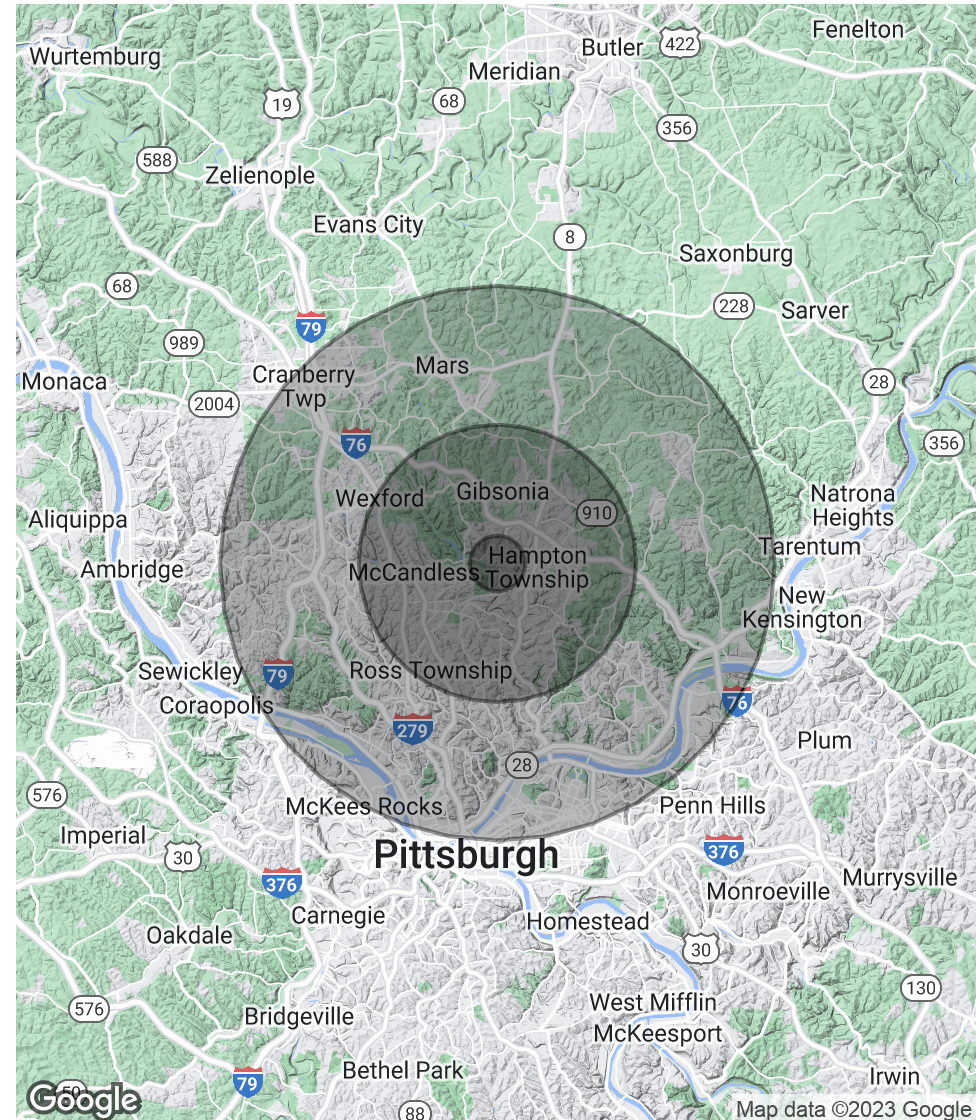 Fenelton
Butler
422
Wurtemburg
Meridian
68
19
356
588
Zelienople
Evans City
8
Saxonburg
68
228
Sarver
79
989
Mars
Cranberry
Twp
Monaca
28
2004
76
356
Wexford
Gibsonia
Natrona
Heights
910
Aliquippa
Tarentum
Hampton
Township
Ambridge
McCandless
New
Kensington
Sewickley
79
Ross Township
Coraopolis
76
279
Plum
28
576
McKees Rocks
Penn Hills
Imperial
30
Pittsburgh
376
376
Monroeville
Murrysville
Carnegie
Homestead
Oakdale
30
130
576
West Mifflin
Bridgeville
McKeesport
Bethel Park
79
Irwin
Google
88
Map data ©2023 Google